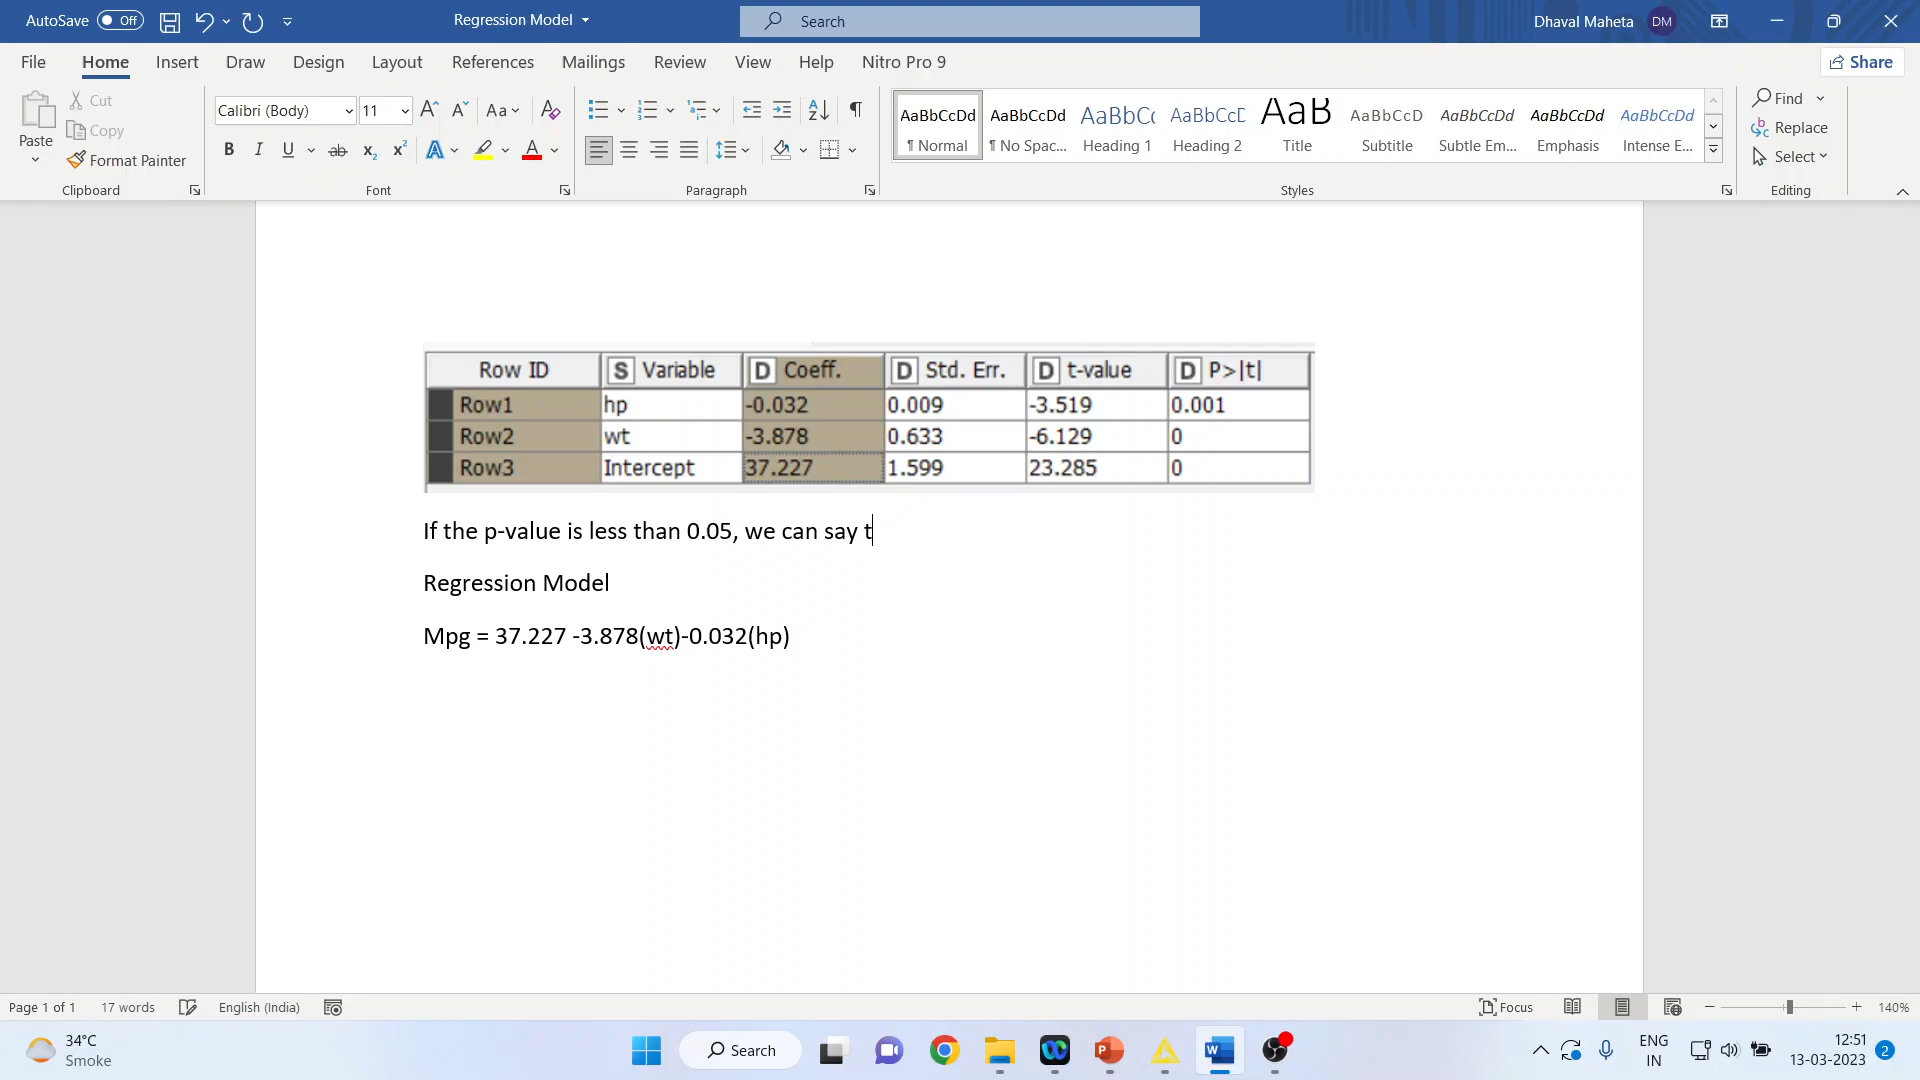 AutoSave Off Regression Model Search Dhaval Maheta DM
File Home Insert Draw Design Layout References Mailings Review View Help Nitro Pro 9 Share
Paste Cut Copy Format Painter Clipboard
Calibri (Body) 11 Aa Font
Paragraph
AaBbCcDd AaBbCcDd AaBbC AaBbCcD AaB AaBbCcD AaBbCcDd AaBbCcDd AaBbCcDd
¶ Normal ¶ No Spac... Heading 1 Heading 2 Title Subtitle Subtle Em... Emphasis Intense E...
Styles
Find Replace Select Editing
Row ID S Variable D Coeff. D Std. Err. D t-value D P>|t|
Row1 hp -0.032 0.009 -3.519 0.001
Row2 wt -3.878 0.633 -6.129 0
Row3 Intercept 37.227 1.599 23.285 0
If the p-value is less than 0.05, we can say t
Regression Model
Mpg = 37.227 -3.878(wt)-0.032(hp)
Page 1 of 1 17 words English (India) Focus 140%
34°C
Smoke
Search
ENG
IN
12:51
13-03-2023
2